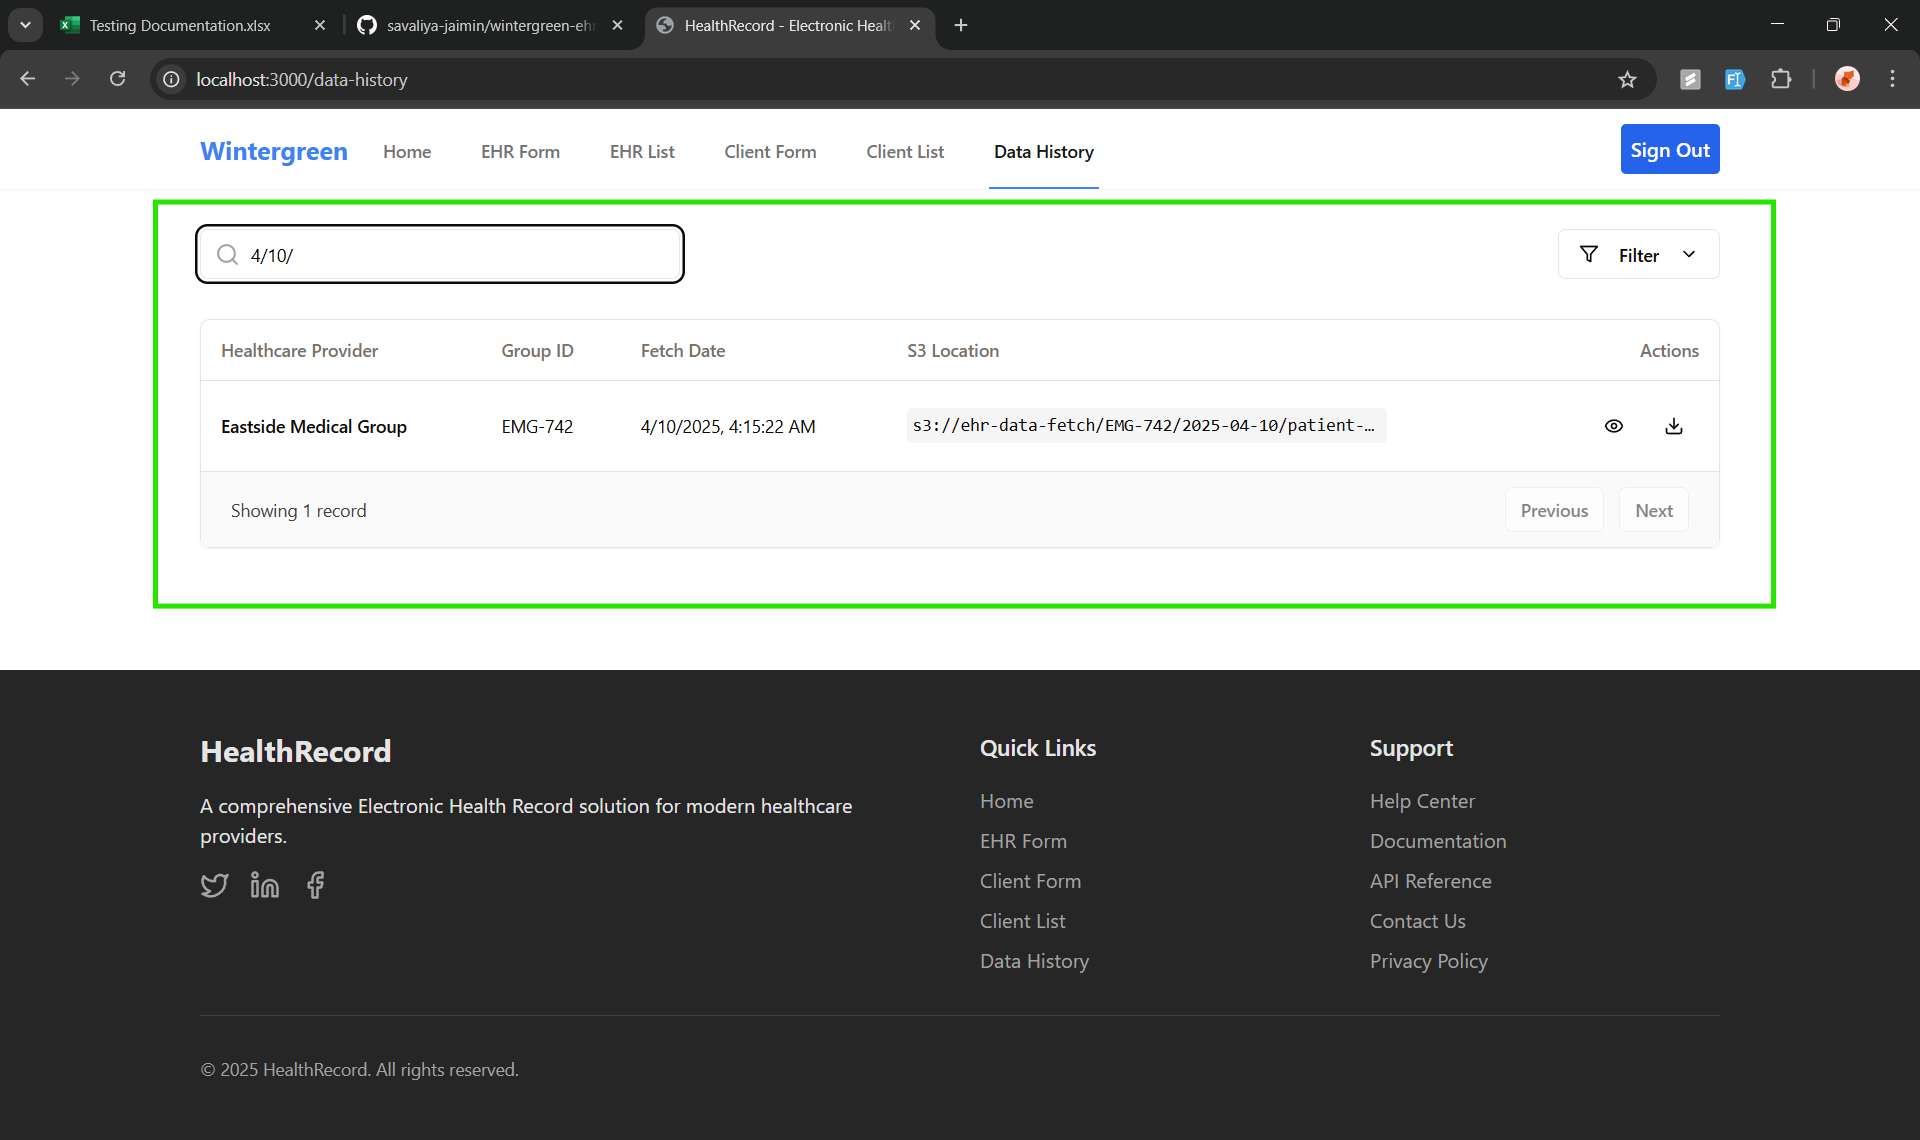 Testing Documentation.xlsx
savaliya-jaimin/wintergreen-ehr
HealthRecord - Electronic Healt
localhost:3000/data-history
Wintergreen
Home
EHR Form
EHR List
Client Form
Client List
Data History
Sign Out
4/10/
Filter
Healthcare Provider
Group ID
Fetch Date
S3 Location
Actions
Eastside Medical Group
EMG-742
4/10/2025, 4:15:22 AM
s3://ehr-data-fetch/EMG-742/2025-04-10/patient-…
Showing 1 record
Previous
Next
HealthRecord
A comprehensive Electronic Health Record solution for modern healthcare
providers.
Quick Links
Home
EHR Form
Client Form
Client List
Data History
Support
Help Center
Documentation
API Reference
Contact Us
Privacy Policy
© 2025 HealthRecord. All rights reserved.